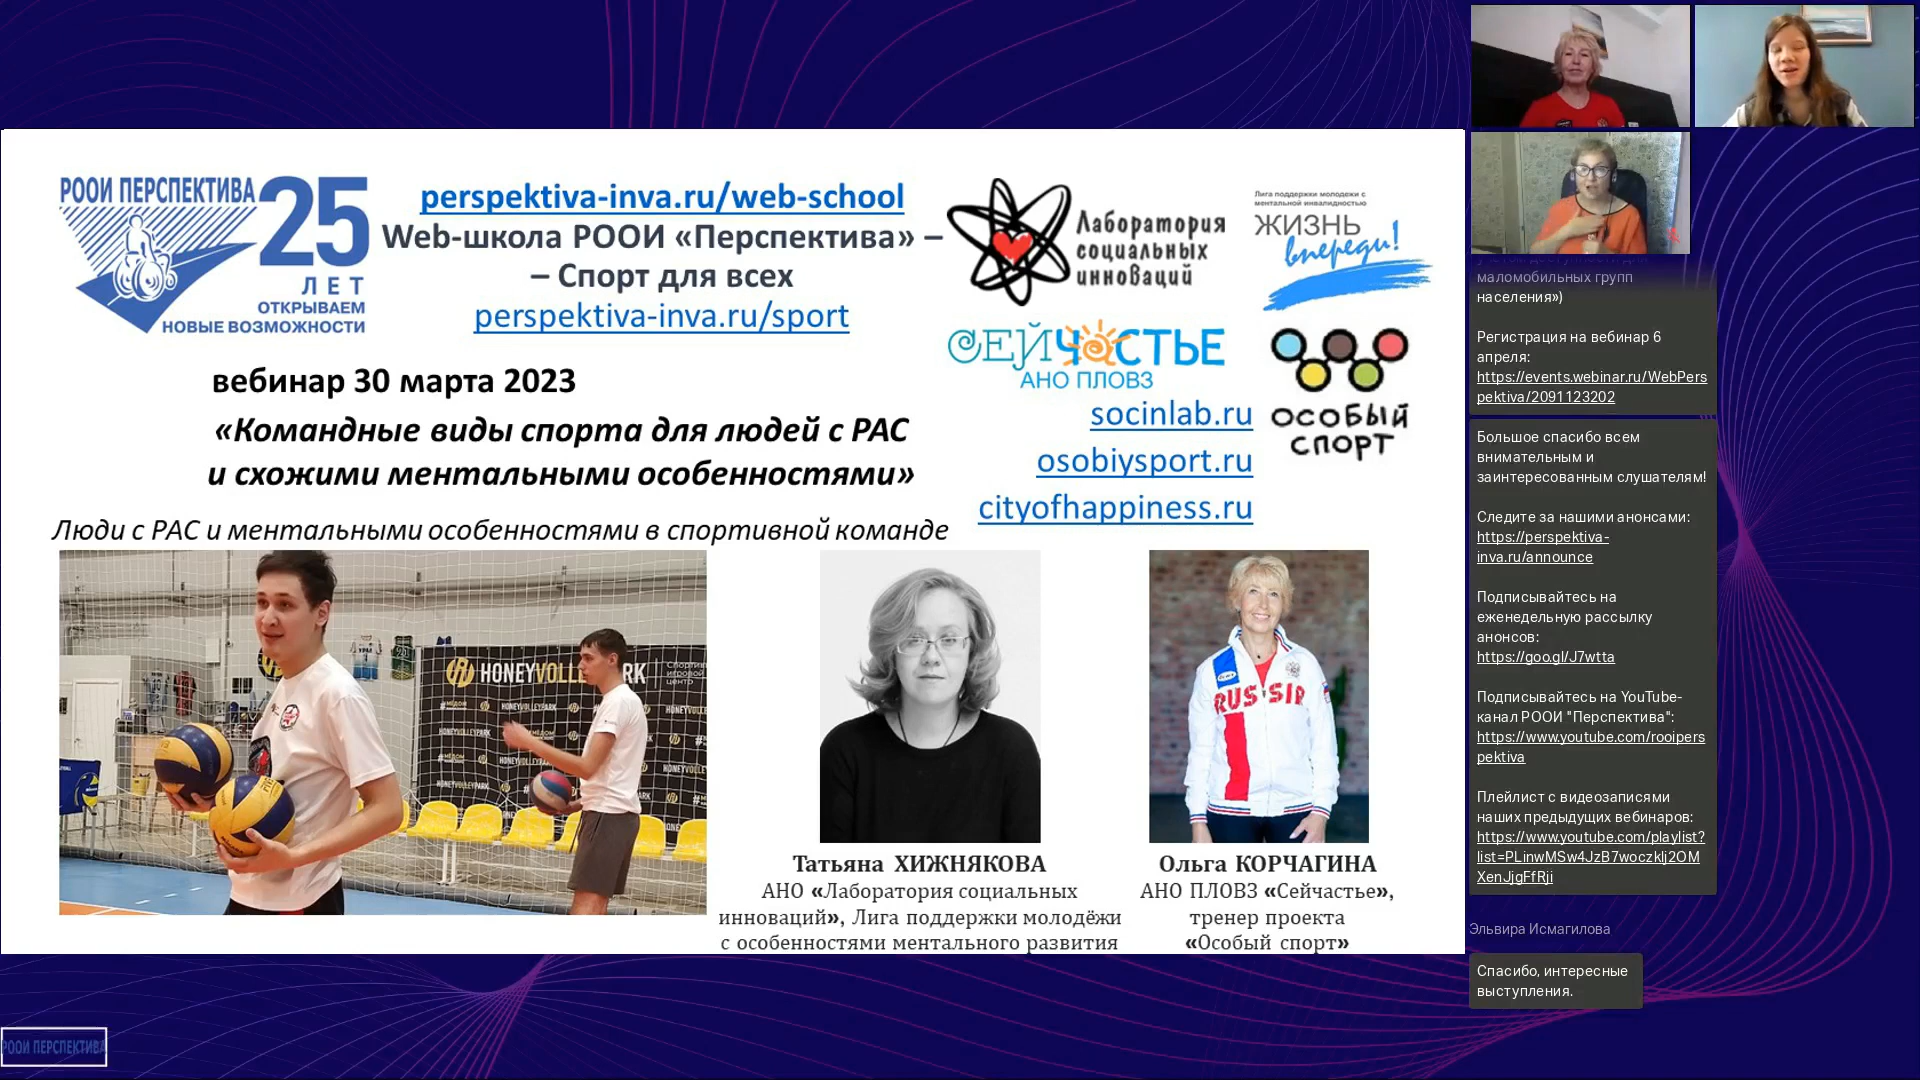 РООИ ПЕРСПЕКТИВА
25
ЛЕТ
ОТКРЫВАЕМ
НОВЫЕ ВОЗМОЖНОСТИ
perspektiva-inva.ru/web-school
Web-школа РООИ «Перспектива» –
– Спорт для всех
perspektiva-inva.ru/sport
Лаборатория
социальных
инноваций
Лига поддержки молодежи с
ментальной инвалидностью
ЖИЗНЬ
впереди!
СЕЙЧАСТЬЕ
АНО ПЛОВЗ
ОСОБЫЙ
СПОРТ
вебинар 30 марта 2023
«Командные виды спорта для людей с РАС
и схожими ментальными особенностями»
socinlab.ru
osobiysport.ru
cityofhappiness.ru
Люди с РАС и ментальными особенностями в спортивной команде
HONEYVOLLE
RK
RUSSIA
Татьяна ХИЖНЯКОВА
АНО «Лаборатория социальных
инноваций», Лига поддержки молодёжи
с особенностями ментального развития
Ольга КОРЧАГИНА
АНО ПЛОВЗ «Сейчастье»,
тренер проекта
«Особый спорт»
маломобильных групп
населения»)
Регистрация на вебинар 6
апреля:
https://events.webinar.ru/WebPers
pektiva/2091123202
Большое спасибо всем
внимательным и
заинтересованным слушателям!
Следите за нашими анонсами:
https://perspektiva-
inva.ru/announce
Подписывайтесь на
еженедельную рассылку
анонсов:
https://goo.gl/J7wtta
Подписывайтесь на YouTube-
канал РООИ "Перспектива":
https://www.youtube.com/rooipers
pektiva
Плейлист с видеозаписями
наших предыдущих вебинаров:
https://www.youtube.com/playlist?
list=PLinwMSw4JzB7woczklj2OM
XenJjgFfRji
Эльвира Исмагилова
Спасибо, интересные
выступления.
РООИ ПЕРСПЕКТИВА